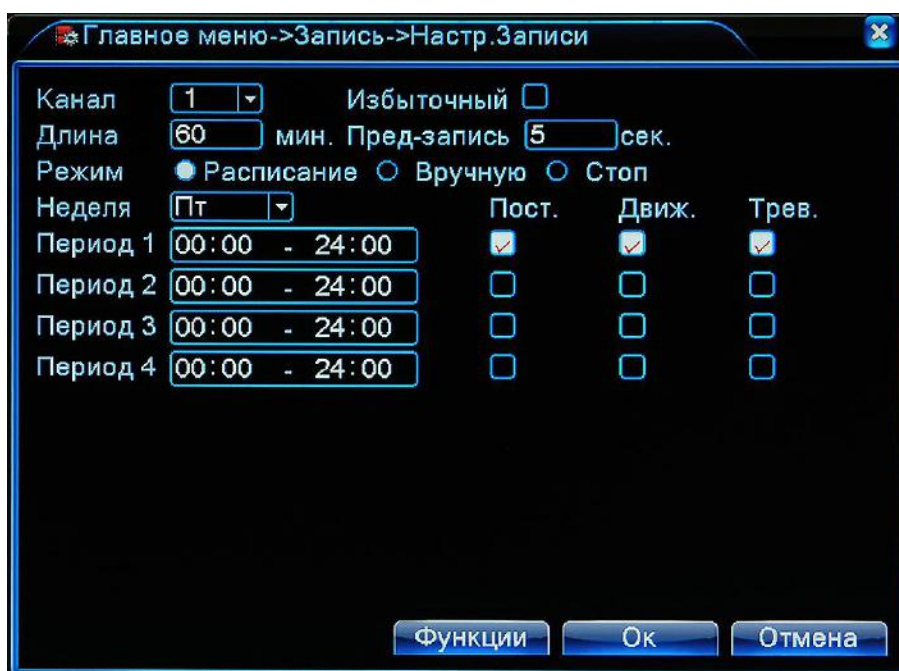 Главное меню->Запись->Настр.Записи
Канал 1 Избыточный
Длина 60 мин. Пред-запись 5 сек.
Режим Расписание Вручную Стоп
Неделя Пт Пост. Движ. Трев.
Период 1 00:00 - 24:00
Период 2 00:00 - 24:00
Период 3 00:00 - 24:00
Период 4 00:00 - 24:00
Функции Ок Отмена